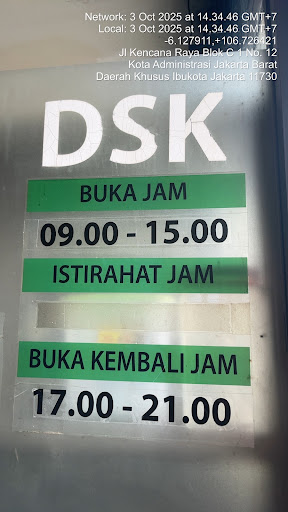 Network: 3 Oct 2025 at 14.34.46 GMT+7
Local: 3 Oct 2025 at 14.34.46 GMT+7
-6.127911,+106.726421
Jl Kencana Raya Blok C 1 No. 12
Kota Administrasi Jakarta Barat
Daerah Khusus Ibukota Jakarta 11730
DSK
BUKA JAM
09.00 - 15.00
ISTIRAHAT JAM
BUKA KEMBALI JAM
17.00 - 21.00